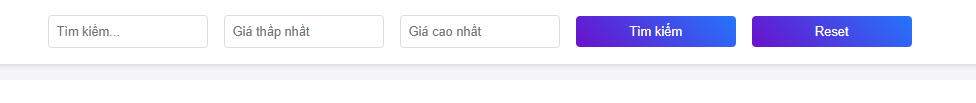 Tìm kiếm...
Giá thấp nhất
Giá cao nhất
Tìm kiếm
Reset